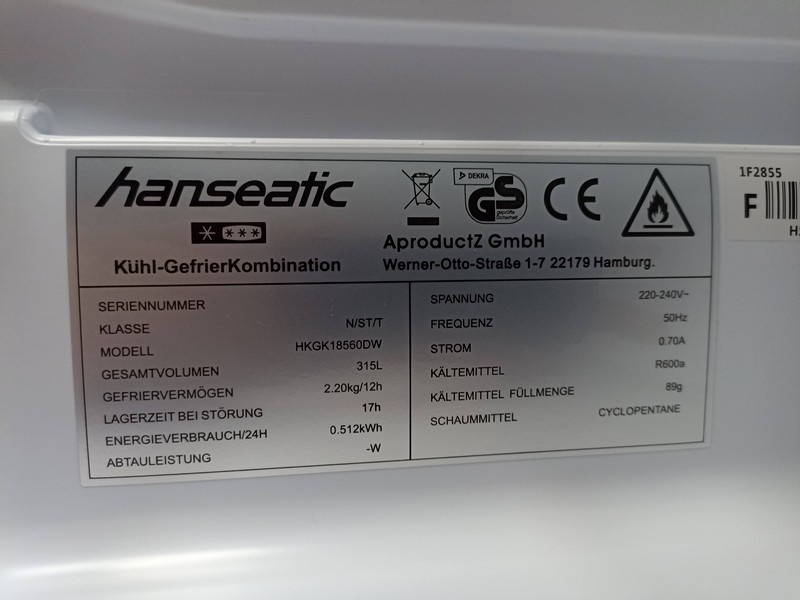 hanseatic
Kühl-GefrierKombination
DEKRA
GS
geprüfte
Sicherheit
CE
AproductZ GmbH
Werner-Otto-Straße 1-7 22179 Hamburg.
SERIENNUMMER
KLASSE N/ST/T
MODELL HKGK18560DW
GESAMTVOLUMEN 315L
GEFRIERVERMÖGEN 2.20kg/12h
LAGERZEIT BEI STÖRUNG 17h
ENERGIEVERBRAUCH/24H 0.512kWh
ABTAULEISTUNG -W
SPANNUNG 220-240V~
FREQUENZ 50Hz
STROM 0.70A
KÄLTEMITTEL R600a
KÄLTEMITTEL FÜLLMENGE 89g
SCHAUMMITTEL CYCLOPENTANE
1F2855
F